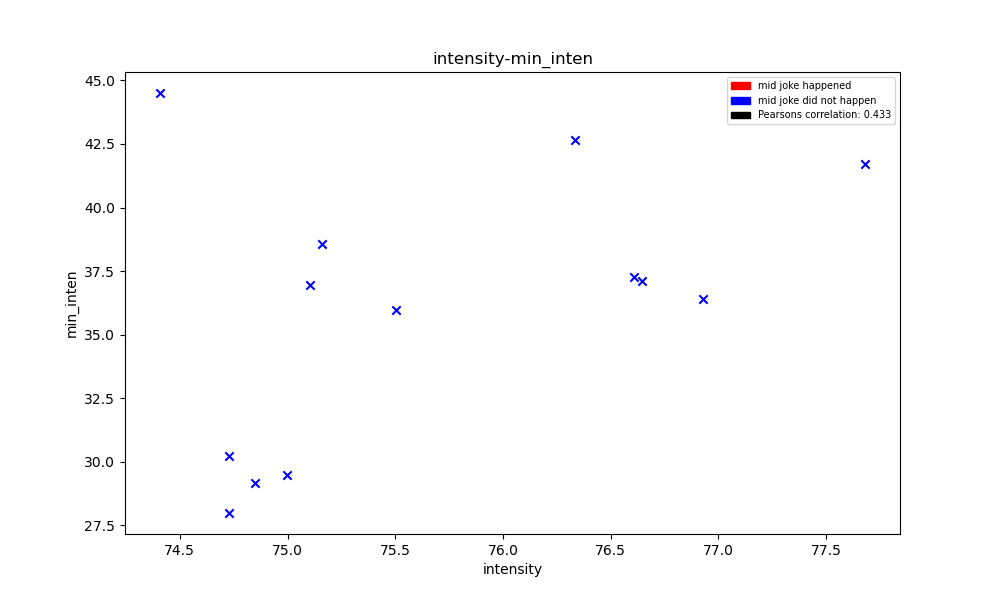 intensity-min_inten
mid joke happened
mid joke did not happen
Pearsons correlation: 0.433
45.0
42.5
40.0
37.5
35.0
32.5
30.0
27.5
min_inten
74.5 75.0 75.5 76.0 76.5 77.0 77.5
intensity